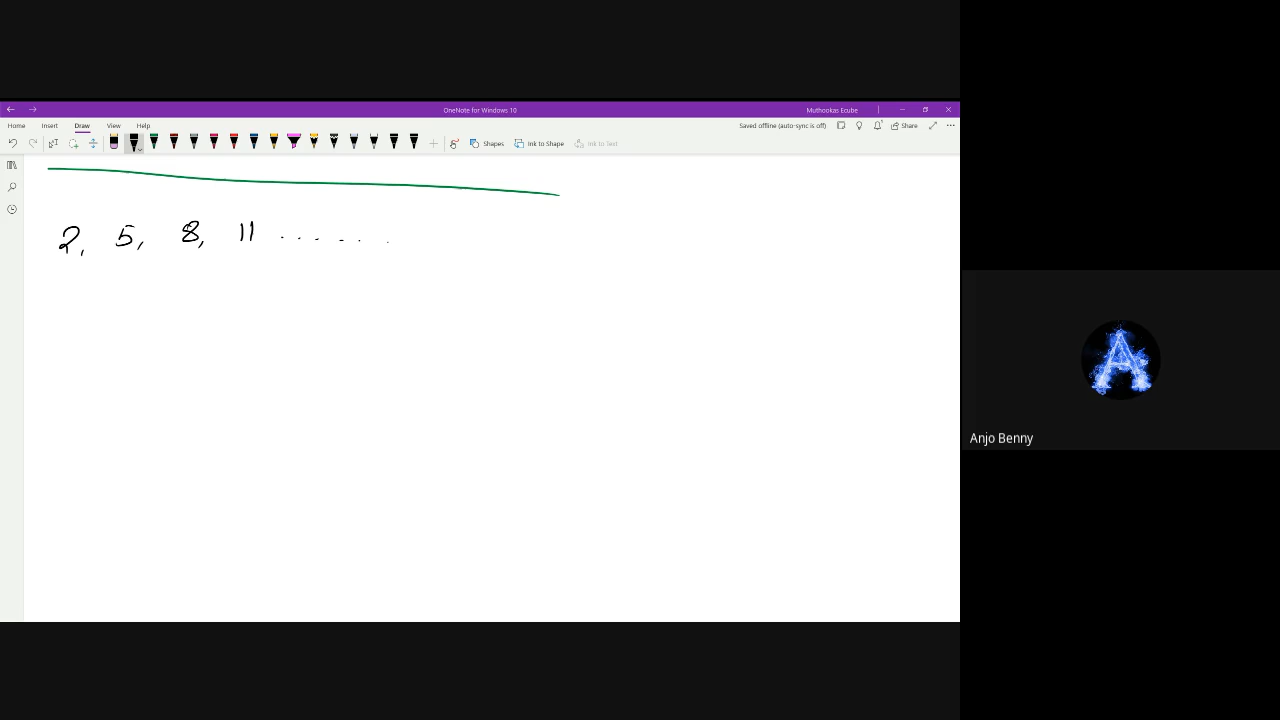 OneNote for Windows 10
Muthookas Ecube
Home Insert Draw View Help
Saved offline (auto-sync is off)
Share
Shapes
Ink to Shape
Ink to Text
2, 5, 8, 11 . . . . . .
Anjo Benny